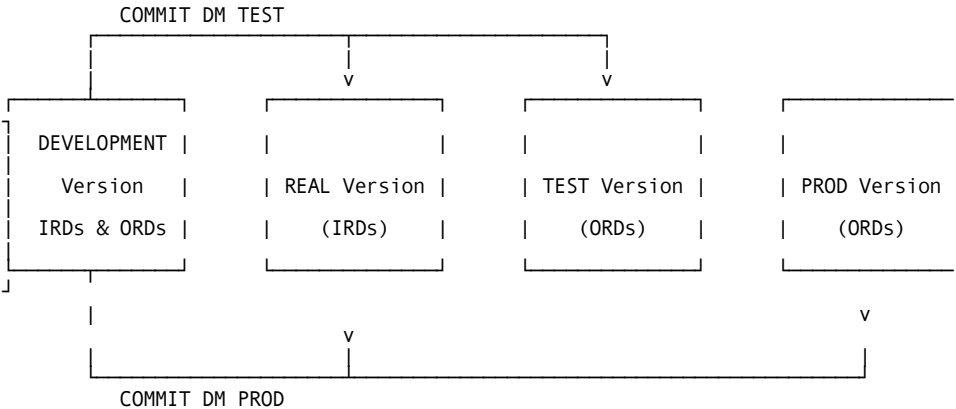 COMMIT DM TEST
v v
DEVELOPMENT
Version REAL Version TEST Version PROD Version
IRDs & ORDs (IRDs) (ORDs) (ORDs)
v
v
COMMIT DM PROD